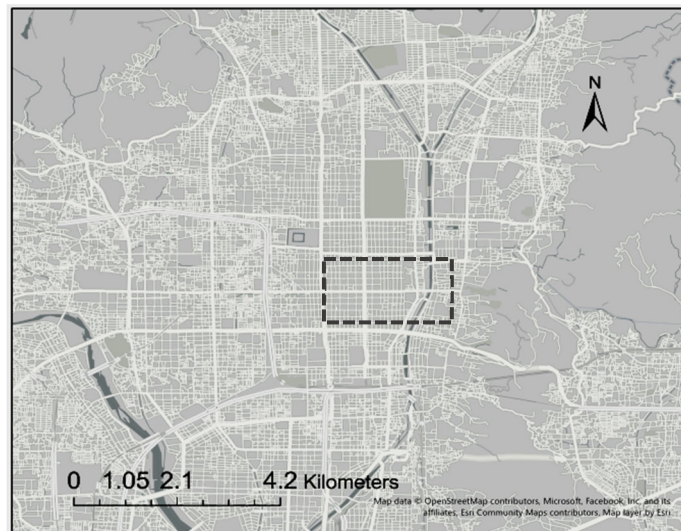 N
0 1.05 2.1 4.2 Kilometers
Map data © OpenStreetMap contributors, Microsoft, Facebook, Inc. and its
affiliates, Esri Community Maps contributors, Map layer by Esri